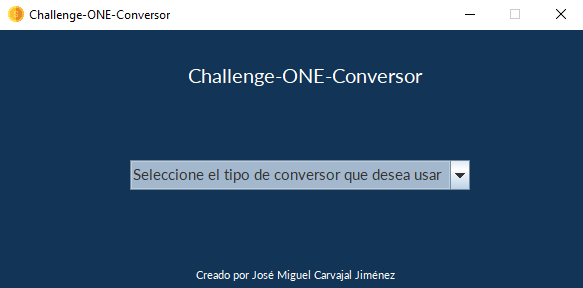 Challenge-ONE-Conversor
Challenge-ONE-Conversor
Seleccione el tipo de conversor que desea usar
Creado por José Miguel Carvajal Jiménez